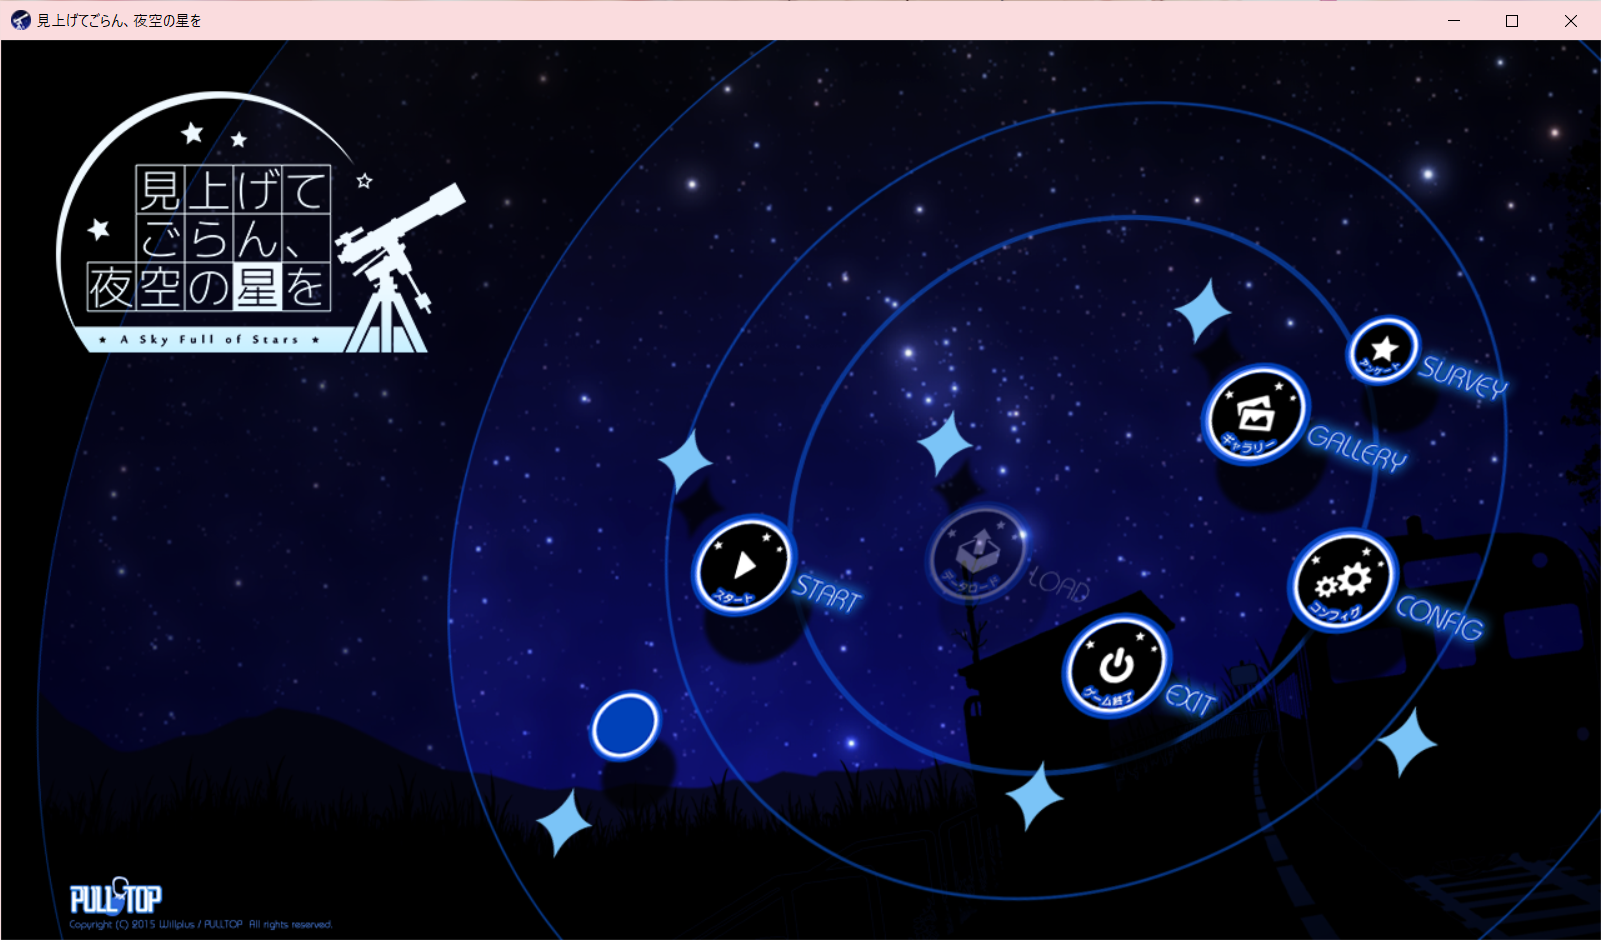 見上げてごらん、夜空の星を
見上げて
ごらん、
夜空の星を
★ A Sky Full of Stars ★
アンケート
SURVEY
ギャラリー
GALLERY
スタート
START
データロード
LOAD
コンフィグ
CONFIG
ゲーム終了
EXIT
PULLTOP
Copyright (C) 2015 Willplus / PULLTOP All rights reserved.